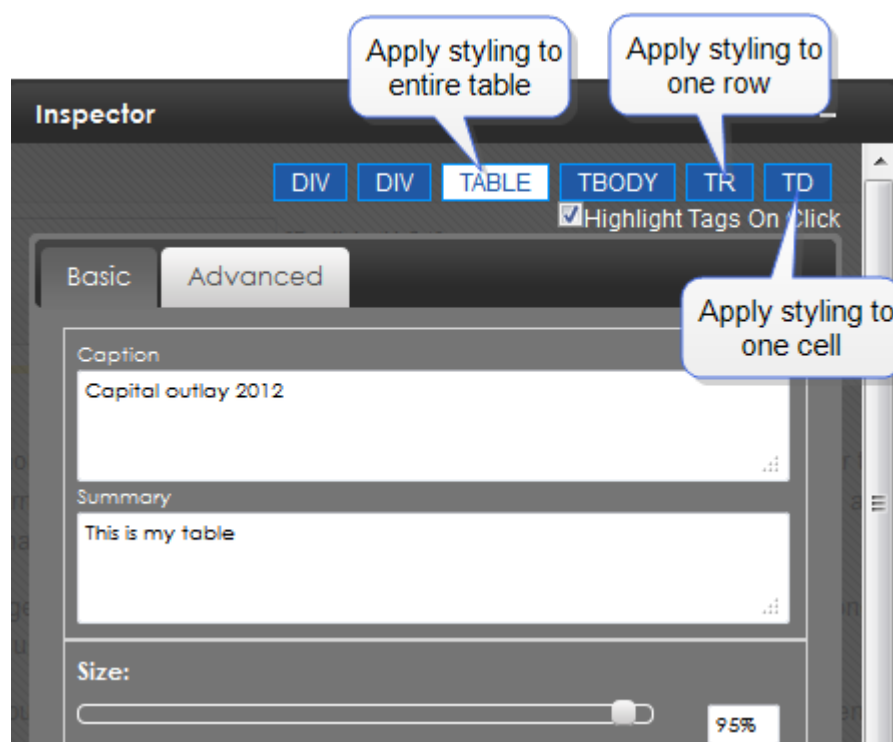 Apply styling to
entire table
Apply styling to
one row
Inspector
DIV DIV TABLE TBODY TR TD
Highlight Tags On Click
Basic Advanced
Apply styling to
one cell
Caption
Capital outlay 2012
Summary
This is my table
Size:
95%